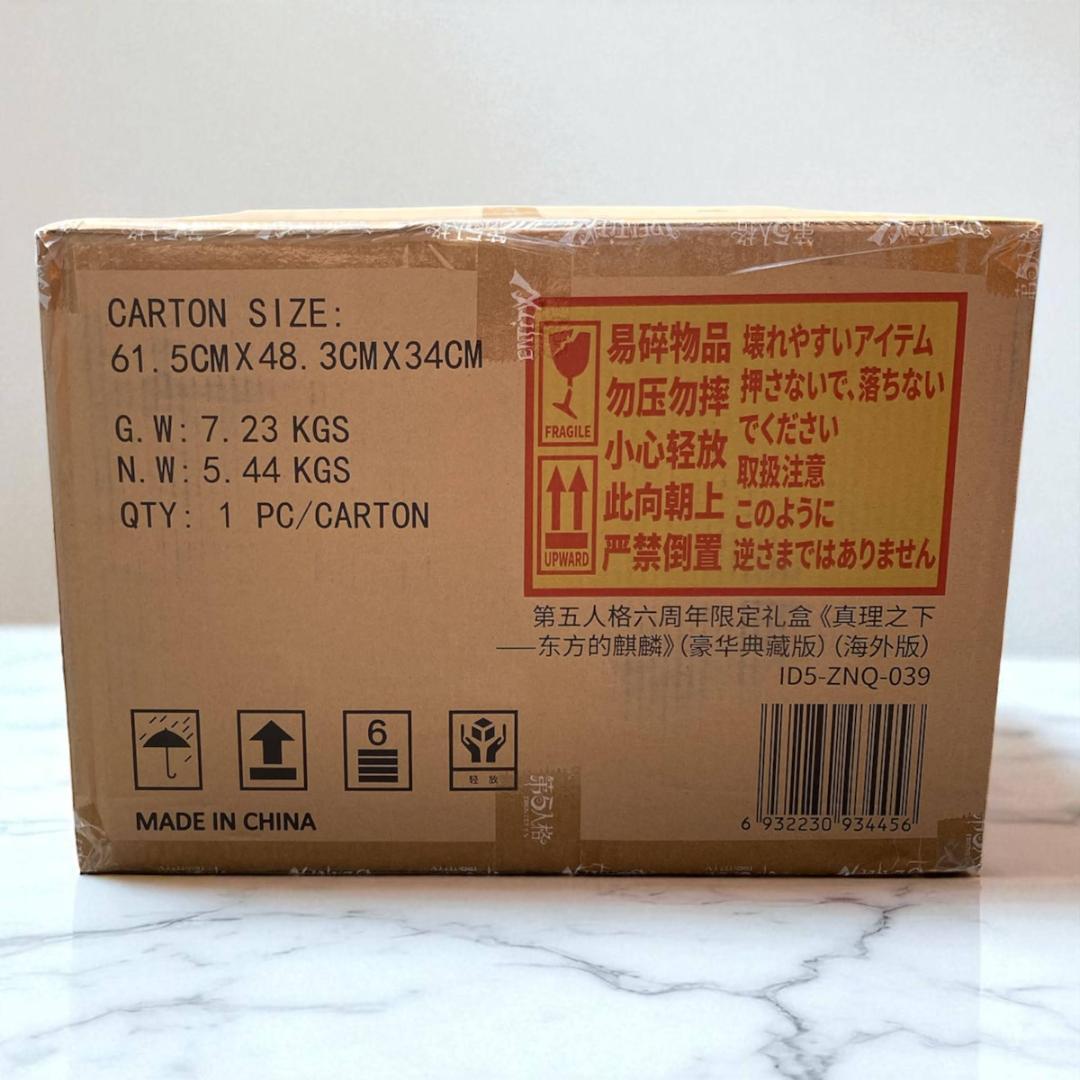 CARTON SIZE:
61.5CMX48.3CMX34CM
G.W: 7.23 KGS
N.W: 5.44 KGS
QTY: 1 PC/CARTON
FRAGILE
UPWARD
易碎物品
勿压勿摔
小心轻放
此向朝上
严禁倒置
壊れやすいアイテム
押さないで、落ちない
でください
取扱注意
このように
逆さまではありません
第五人格六周年限定礼盒《真理之下
——东方的麒麟》（豪华典藏版）（海外版）
ID5-ZNQ-039
6
轻放
MADE IN CHINA
6 932230 934456
第5人格